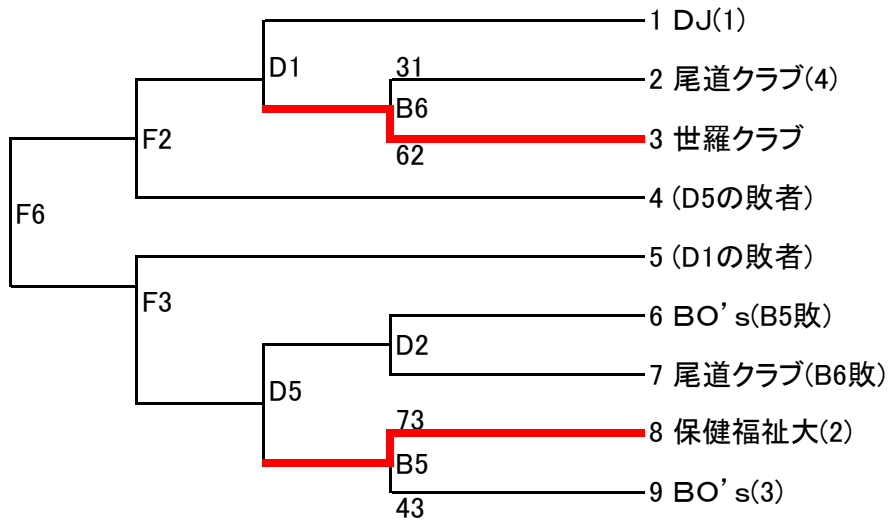 1 DJ(1)
D1
31
2 尾道クラブ(4)
B6
F2
62
3 世羅クラブ
4 (D5の敗者)
F6
5 (D1の敗者)
F3
6 ＢＯ’ｓ(B5敗)
D2
7 尾道クラブ(B6敗)
D5
73
8 保健福祉大(2)
B5
43
9 ＢＯ’ｓ(3)